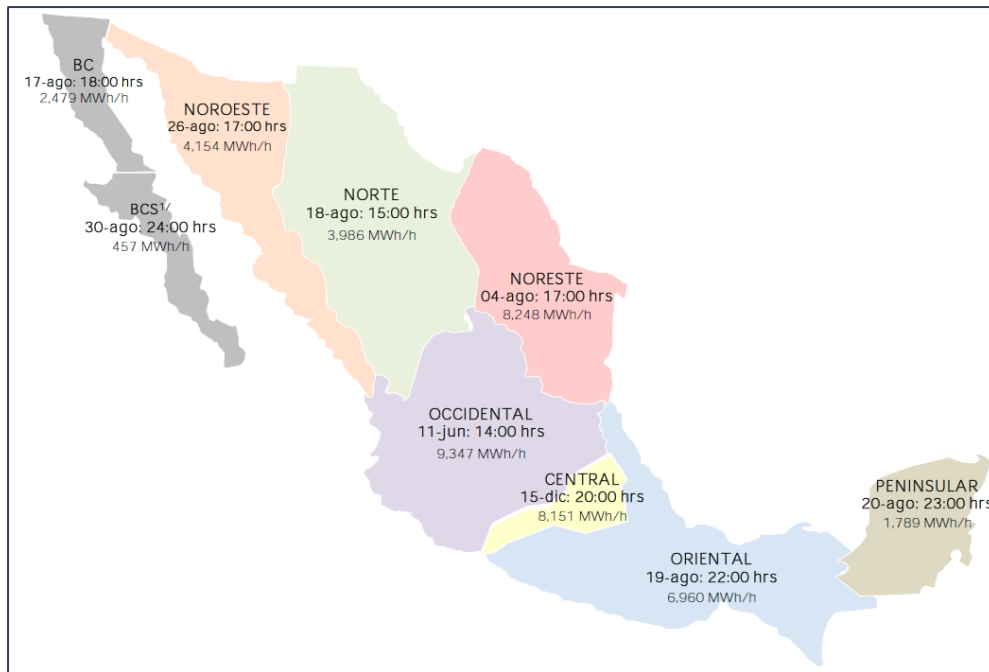 BC
17-ago: 18:00 hrs
2,479 MWh/h
NOROESTE
26-ago: 17:00 hrs
4,154 MWh/h
NORTE
18-ago: 15:00 hrs
3,986 MWh/h
BCS1/
30-ago: 24:00 hrs
457 MWh/h
NORESTE
04-ago: 17:00 hrs
8,248 MWh/h
OCCIDENTAL
11-jun: 14:00 hrs
9,347 MWh/h
CENTRAL
15-dic: 20:00 hrs
8,151 MWh/h
PENINSULAR
20-ago: 23:00 hrs
1,789 MWh/h
ORIENTAL
19-ago: 22:00 hrs
6,960 MWh/h